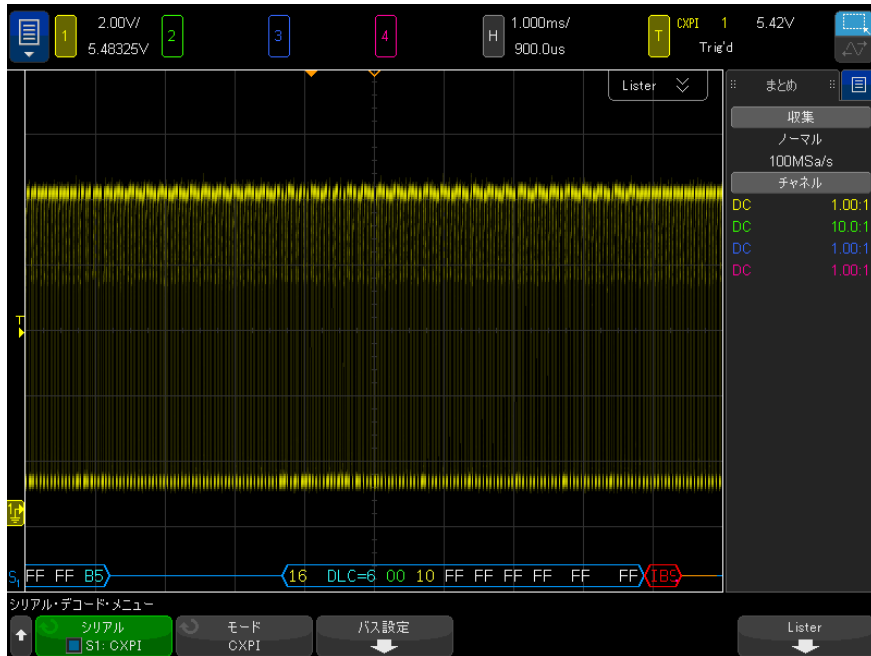 1 2.00V/ 2 3 4 H 1.000ms/ T CXPI 1 5.42V
5.48325V 900.0us Trig'd
Lister
まとめ
収集
ノーマル
100MSa/s
チャネル
DC 1.00:1
DC 10.0:1
DC 1.00:1
DC 1.00:1
T
1
S1 FF FF B5 16 DLC=6 00 10 FF FF FF FF FF FF IBS
シリアル・デコード・メニュー
シリアル モード バス設定 Lister
S1: CXPI CXPI